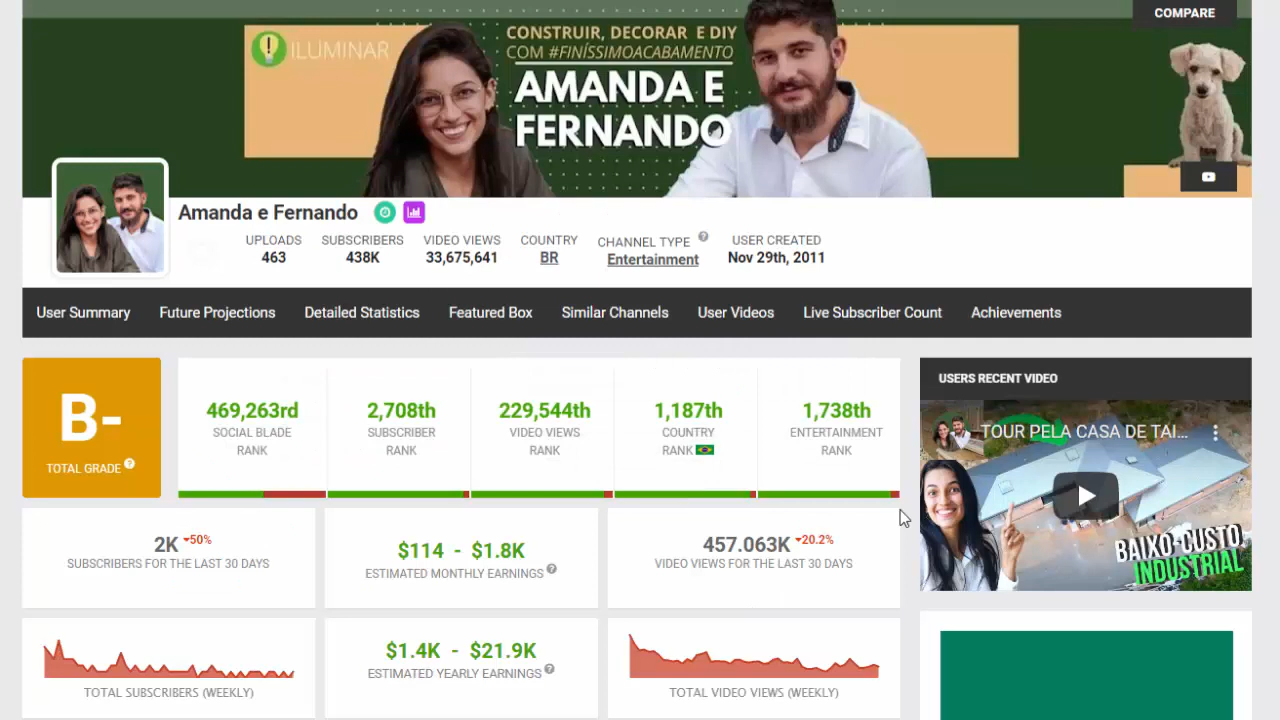 COMPARE
ILUMINAR
CONSTRUIR, DECORAR E DIY
COM #FINÍSSIMOACABAMENTO
AMANDA E
FERNANDO
Amanda e Fernando
UPLOADS
463
SUBSCRIBERS
438K
VIDEO VIEWS
33,675,641
COUNTRY
BR
CHANNEL TYPE ?
Entertainment
USER CREATED
Nov 29th, 2011
User Summary
Future Projections
Detailed Statistics
Featured Box
Similar Channels
User Videos
Live Subscriber Count
Achievements
B-
TOTAL GRADE ?
469,263rd
SOCIAL BLADE
RANK
2,708th
SUBSCRIBER
RANK
229,544th
VIDEO VIEWS
RANK
1,187th
COUNTRY
RANK
1,738th
ENTERTAINMENT
RANK
USERS RECENT VIDEO
TOUR PELA CASA DE TAI...
BAIXO-CUSTO
INDUSTRIAL
2K -50%
SUBSCRIBERS FOR THE LAST 30 DAYS
$114 - $1.8K
ESTIMATED MONTHLY EARNINGS ?
457.063K -20.2%
VIDEO VIEWS FOR THE LAST 30 DAYS
TOTAL SUBSCRIBERS (WEEKLY)
$1.4K - $21.9K
ESTIMATED YEARLY EARNINGS ?
TOTAL VIDEO VIEWS (WEEKLY)